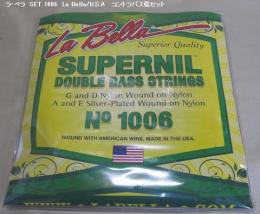 ラ・ベラ SET 1006 La Bella/U.S.A コントラバス弦セット
La Bella
Superior Quality
SUPERNIL
DOUBLE BASS STRINGS
G and D Nylon Wound on Nylon
A and E Silver-Plated Wound on Nylon
Nº 1006
WOUND WITH AMERICAN WIRE. MADE IN THE USA.